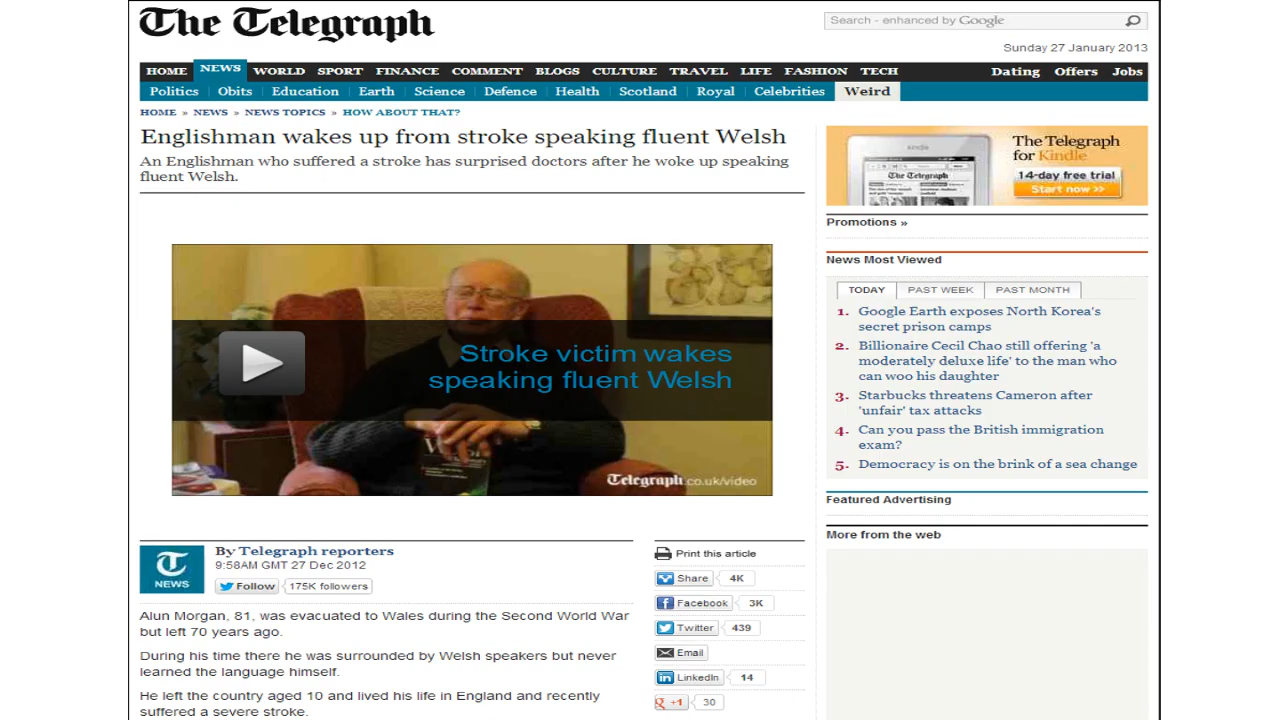 The Telegraph
Search - enhanced by Google
Sunday 27 January 2013
HOME NEWS WORLD SPORT FINANCE COMMENT BLOGS CULTURE TRAVEL LIFE FASHION TECH Dating Offers Jobs
Politics Obits Education Earth Science Defence Health Scotland Royal Celebrities Weird
HOME » NEWS » NEWS TOPICS » HOW ABOUT THAT?
Englishman wakes up from stroke speaking fluent Welsh
An Englishman who suffered a stroke has surprised doctors after he woke up speaking
fluent Welsh.
Stroke victim wakes
speaking fluent Welsh
Telegraph.co.uk/video
NEWS
By Telegraph reporters
9:58AM GMT 27 Dec 2012
Follow 175K followers
Alun Morgan, 81, was evacuated to Wales during the Second World War
but left 70 years ago.
During his time there he was surrounded by Welsh speakers but never
learned the language himself.
He left the country aged 10 and lived his life in England and recently
suffered a severe stroke.
Print this article
Share 4K
Facebook 3K
Twitter 439
Email
LinkedIn 14
+1 30
kindle
The Telegraph
The Telegraph
for Kindle
14-day free trial
Start now >>
Promotions »
News Most Viewed
TODAY PAST WEEK PAST MONTH
1. Google Earth exposes North Korea's
secret prison camps
2. Billionaire Cecil Chao still offering 'a
moderately deluxe life' to the man who
can woo his daughter
3. Starbucks threatens Cameron after
'unfair' tax attacks
4. Can you pass the British immigration
exam?
5. Democracy is on the brink of a sea change
Featured Advertising
More from the web